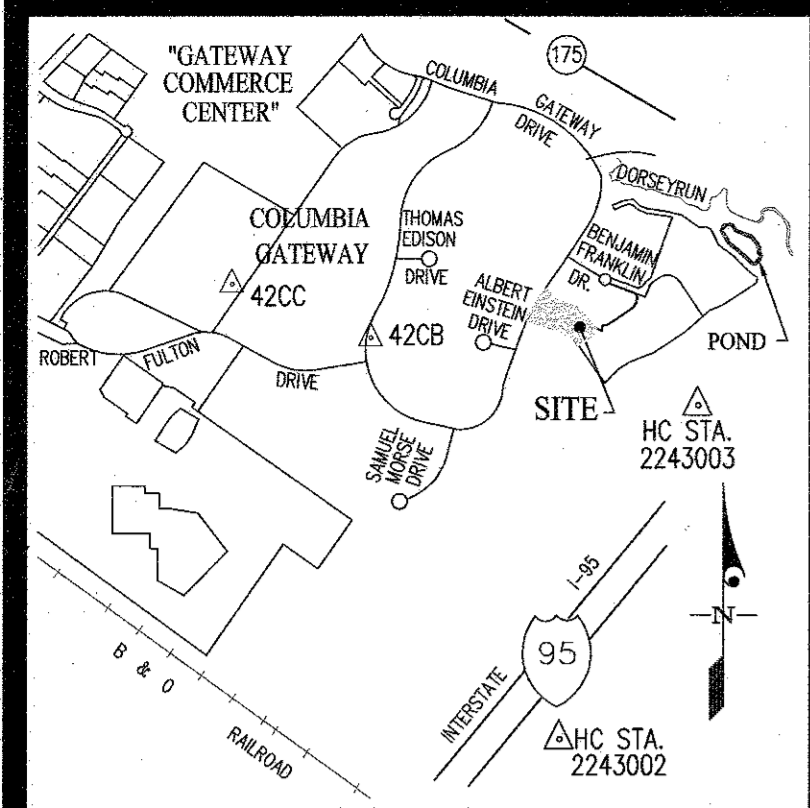 "GATEWAY
COMMERCE
CENTER"
175
COLUMBIA
GATEWAY
DRIVE
DORSEYRUN
COLUMBIA
GATEWAY
THOMAS
EDISON
DRIVE
BENJAMIN
FRANKLIN
DR.
ALBERT
EINSTEIN
DRIVE
42CC
42CB
POND
ROBERT
FULTON
DRIVE
SITE
HC STA.
2243003
SAMUEL
MORSE
DRIVE
I-95
N
95
INTERSTATE
B & O
RAILROAD
HC STA.
2243002